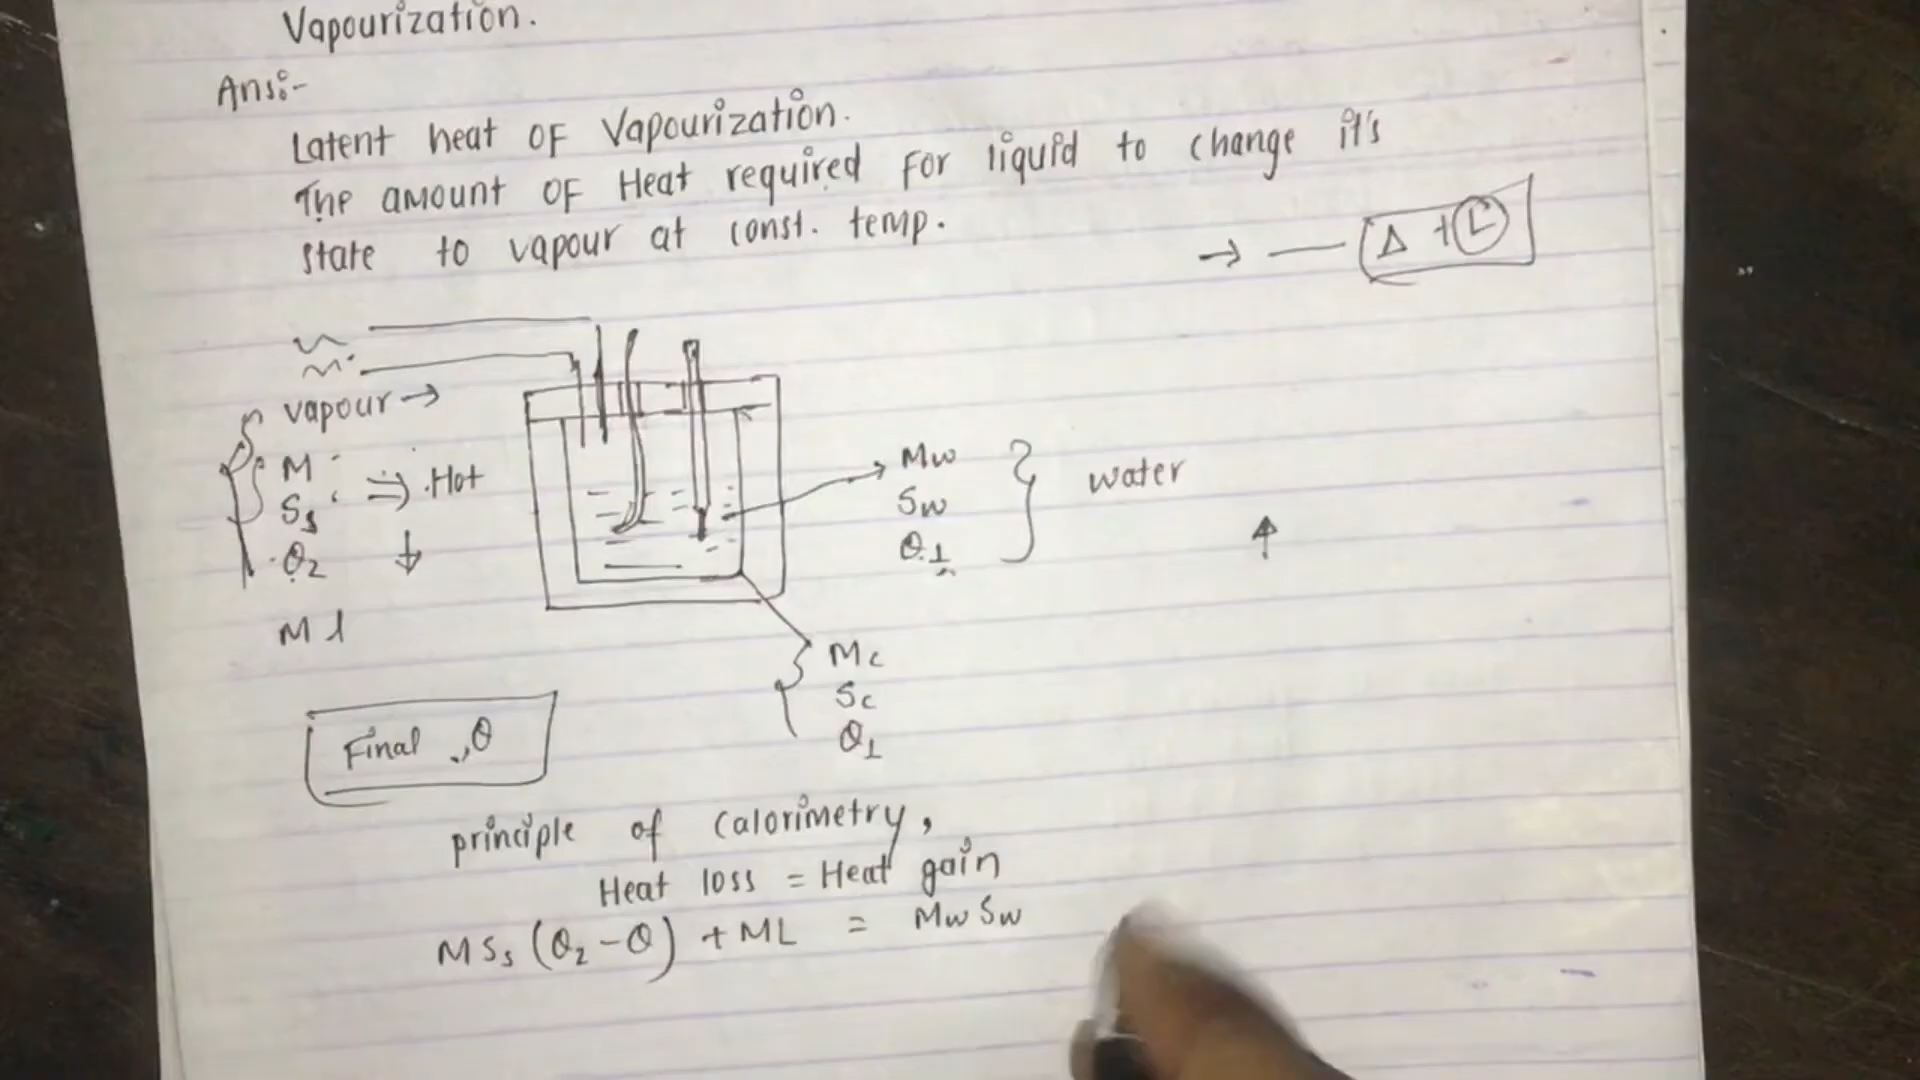 Vapourization.
Ans:-
Latent heat OF Vapourization.
The amount OF Heat required For liquid to change it's
state to vapour at const. temp.
→ — Δ + L
vapour →
M ⇒ Hot
Ss
θ2 ↓
M l
Mw
Sw
θ1
water
↑
Mc
Sc
θ1
Final , θ
principle of calorimetry,
Heat loss = Heat gain
M Ss (θ2 - θ) + ML = Mw Sw